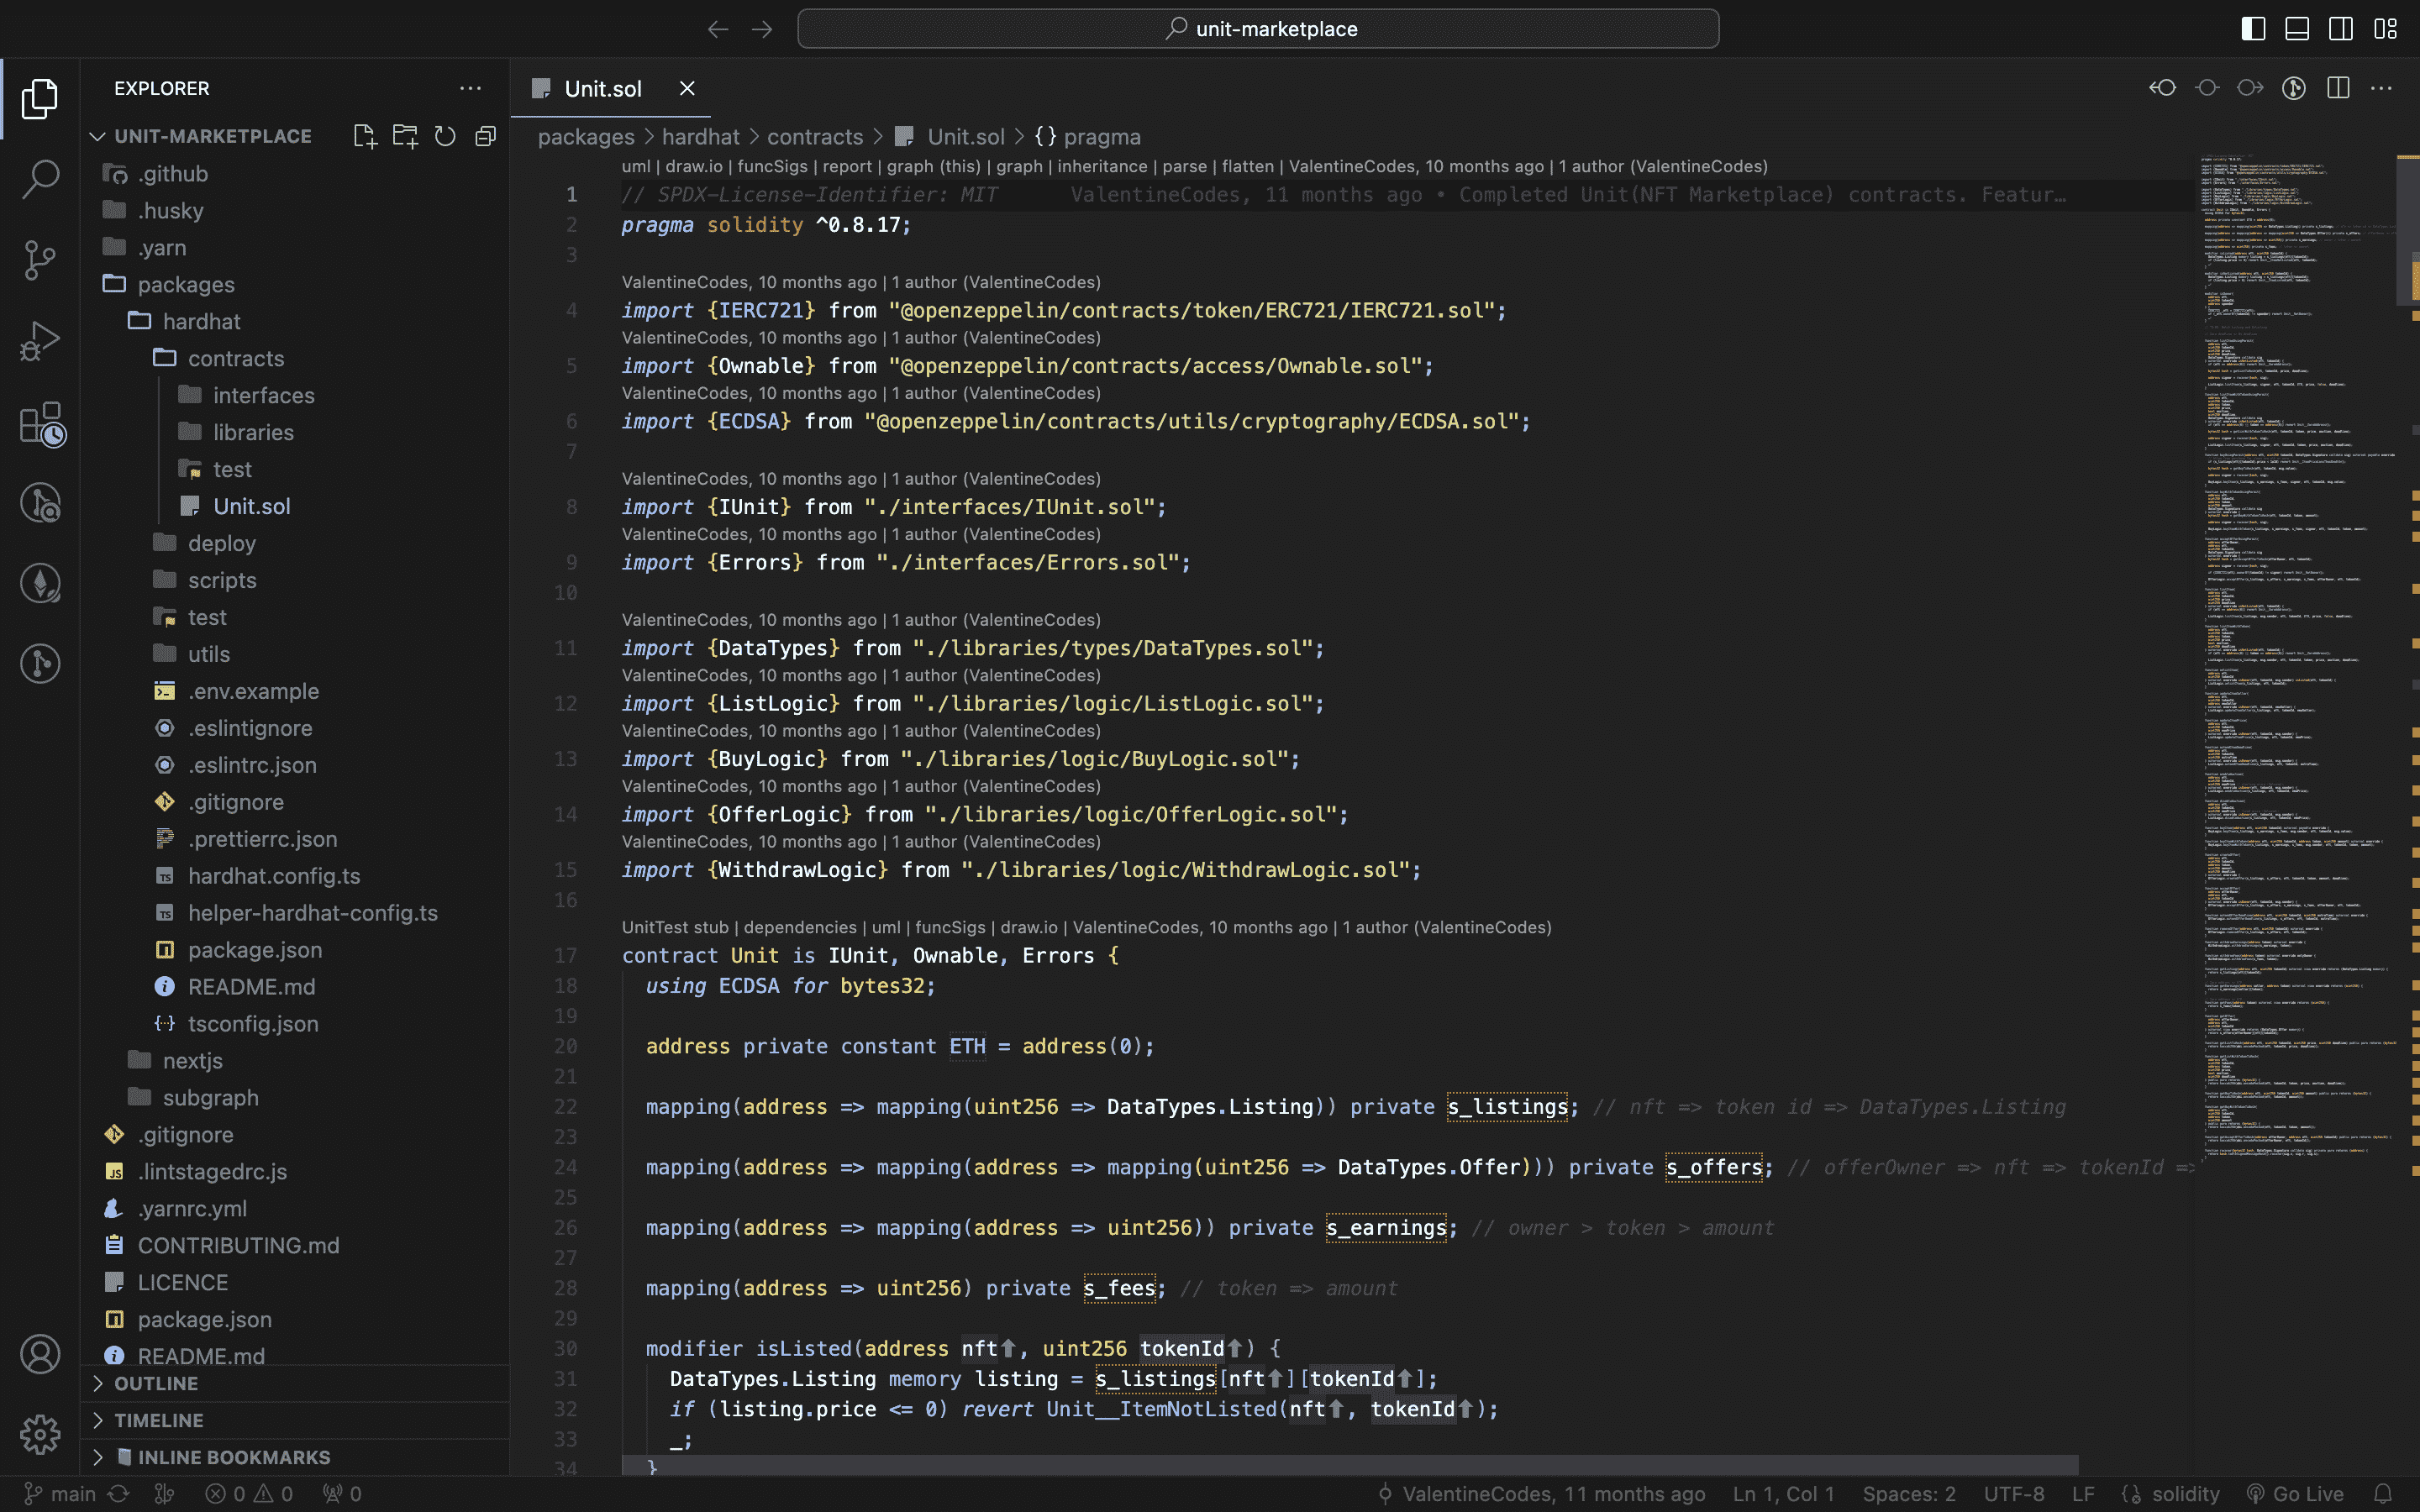 unit-marketplace
EXPLORER
UNIT-MARKETPLACE
.github
.husky
.yarn
packages
hardhat
contracts
interfaces
libraries
test
Unit.sol
deploy
scripts
test
utils
.env.example
.eslintignore
.eslintrc.json
.gitignore
.prettierrc.json
hardhat.config.ts
helper-hardhat-config.ts
package.json
README.md
tsconfig.json
nextjs
subgraph
.gitignore
.lintstagedrc.js
.yarnrc.yml
CONTRIBUTING.md
LICENCE
package.json
README.md
OUTLINE
TIMELINE
INLINE BOOKMARKS
Unit.sol
packages > hardhat > contracts > Unit.sol > {} pragma
uml | draw.io | funcSigs | report | graph (this) | graph | inheritance | parse | flatten | ValentineCodes, 10 months ago | 1 author (ValentineCodes)
1 // SPDX-License-Identifier: MIT ValentineCodes, 11 months ago • Completed Unit(NFT Marketplace) contracts. Featur…
2 pragma solidity ^0.8.17;
3
ValentineCodes, 10 months ago | 1 author (ValentineCodes)
4 import {IERC721} from "@openzeppelin/contracts/token/ERC721/IERC721.sol";
ValentineCodes, 10 months ago | 1 author (ValentineCodes)
5 import {Ownable} from "@openzeppelin/contracts/access/Ownable.sol";
ValentineCodes, 10 months ago | 1 author (ValentineCodes)
6 import {ECDSA} from "@openzeppelin/contracts/utils/cryptography/ECDSA.sol";
7
ValentineCodes, 10 months ago | 1 author (ValentineCodes)
8 import {IUnit} from "./interfaces/IUnit.sol";
ValentineCodes, 10 months ago | 1 author (ValentineCodes)
9 import {Errors} from "./interfaces/Errors.sol";
10
ValentineCodes, 10 months ago | 1 author (ValentineCodes)
11 import {DataTypes} from "./libraries/types/DataTypes.sol";
ValentineCodes, 10 months ago | 1 author (ValentineCodes)
12 import {ListLogic} from "./libraries/logic/ListLogic.sol";
ValentineCodes, 10 months ago | 1 author (ValentineCodes)
13 import {BuyLogic} from "./libraries/logic/BuyLogic.sol";
ValentineCodes, 10 months ago | 1 author (ValentineCodes)
14 import {OfferLogic} from "./libraries/logic/OfferLogic.sol";
ValentineCodes, 10 months ago | 1 author (ValentineCodes)
15 import {WithdrawLogic} from "./libraries/logic/WithdrawLogic.sol";
16
UnitTest stub | dependencies | uml | funcSigs | draw.io | ValentineCodes, 10 months ago | 1 author (ValentineCodes)
17 contract Unit is IUnit, Ownable, Errors {
18 using ECDSA for bytes32;
19
20 address private constant ETH = address(0);
21
22 mapping(address => mapping(uint256 => DataTypes.Listing)) private s_listings; // nft => token id => DataTypes.Listing
23
24 mapping(address => mapping(address => mapping(uint256 => DataTypes.Offer))) private s_offers; // offerOwner => nft => tokenId =>
25
26 mapping(address => mapping(address => uint256)) private s_earnings; // owner > token > amount
27
28 mapping(address => uint256) private s_fees; // token => amount
29
30 modifier isListed(address nft⬆, uint256 tokenId⬆) {
31 DataTypes.Listing memory listing = s_listings[nft⬆][tokenId⬆];
32 if (listing.price <= 0) revert Unit__ItemNotListed(nft⬆, tokenId⬆);
33 _;
34 }
main 0 0 0 ValentineCodes, 11 months ago Ln 1, Col 1 Spaces: 2 UTF-8 LF solidity Go Live